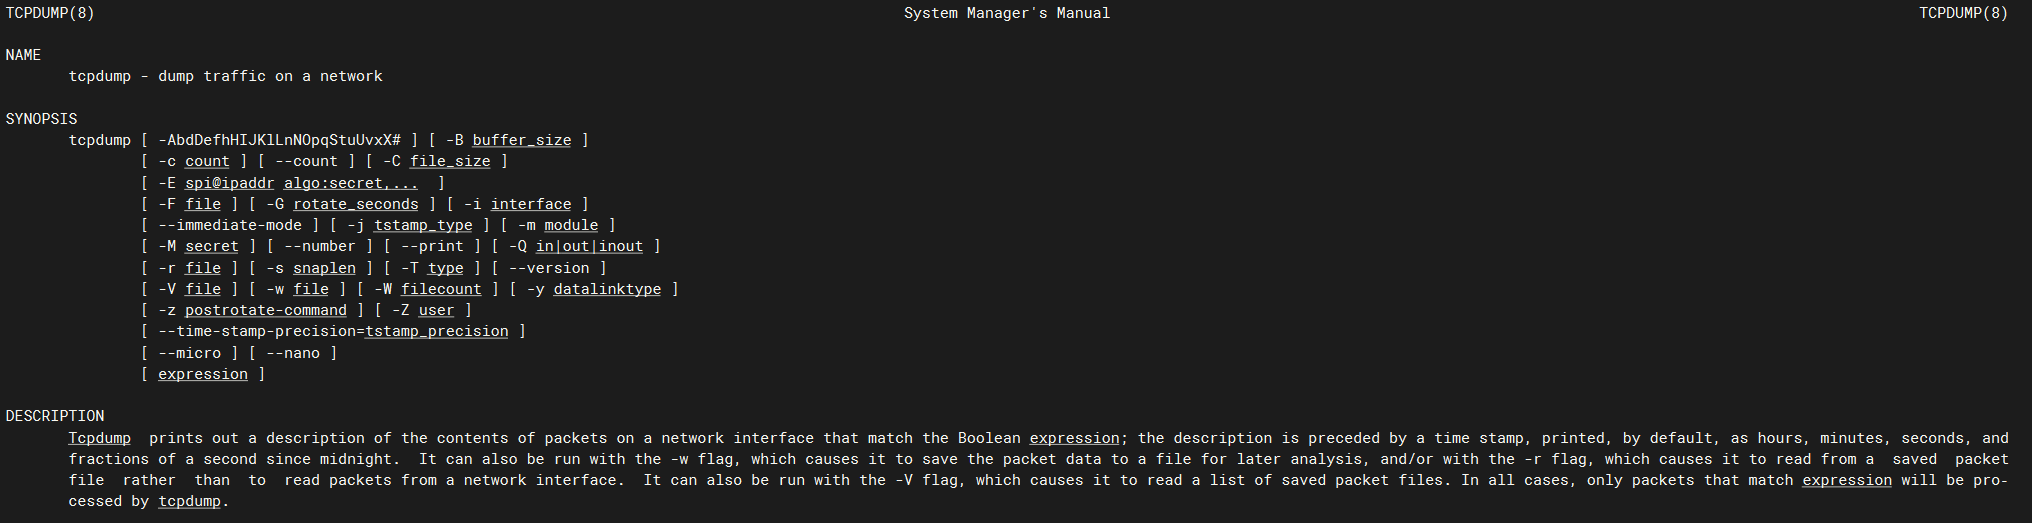 TCPDUMP(8) System Manager's Manual TCPDUMP(8)
NAME
tcpdump - dump traffic on a network
SYNOPSIS
tcpdump [ -AbdDefhHIJKlLnNOpqStuUvxX# ] [ -B buffer_size ]
[ -c count ] [ --count ] [ -C file_size ]
[ -E spi@ipaddr algo:secret,... ]
[ -F file ] [ -G rotate_seconds ] [ -i interface ]
[ --immediate-mode ] [ -j tstamp_type ] [ -m module ]
[ -M secret ] [ --number ] [ --print ] [ -Q in|out|inout ]
[ -r file ] [ -s snaplen ] [ -T type ] [ --version ]
[ -V file ] [ -w file ] [ -W filecount ] [ -y datalinktype ]
[ -z postrotate-command ] [ -Z user ]
[ --time-stamp-precision=tstamp_precision ]
[ --micro ] [ --nano ]
[ expression ]
DESCRIPTION
Tcpdump prints out a description of the contents of packets on a network interface that match the Boolean expression; the description is preceded by a time stamp, printed, by default, as hours, minutes, seconds, and
fractions of a second since midnight. It can also be run with the -w flag, which causes it to save the packet data to a file for later analysis, and/or with the -r flag, which causes it to read from a saved packet
file rather than to read packets from a network interface. It can also be run with the -V flag, which causes it to read a list of saved packet files. In all cases, only packets that match expression will be pro-
cessed by tcpdump.